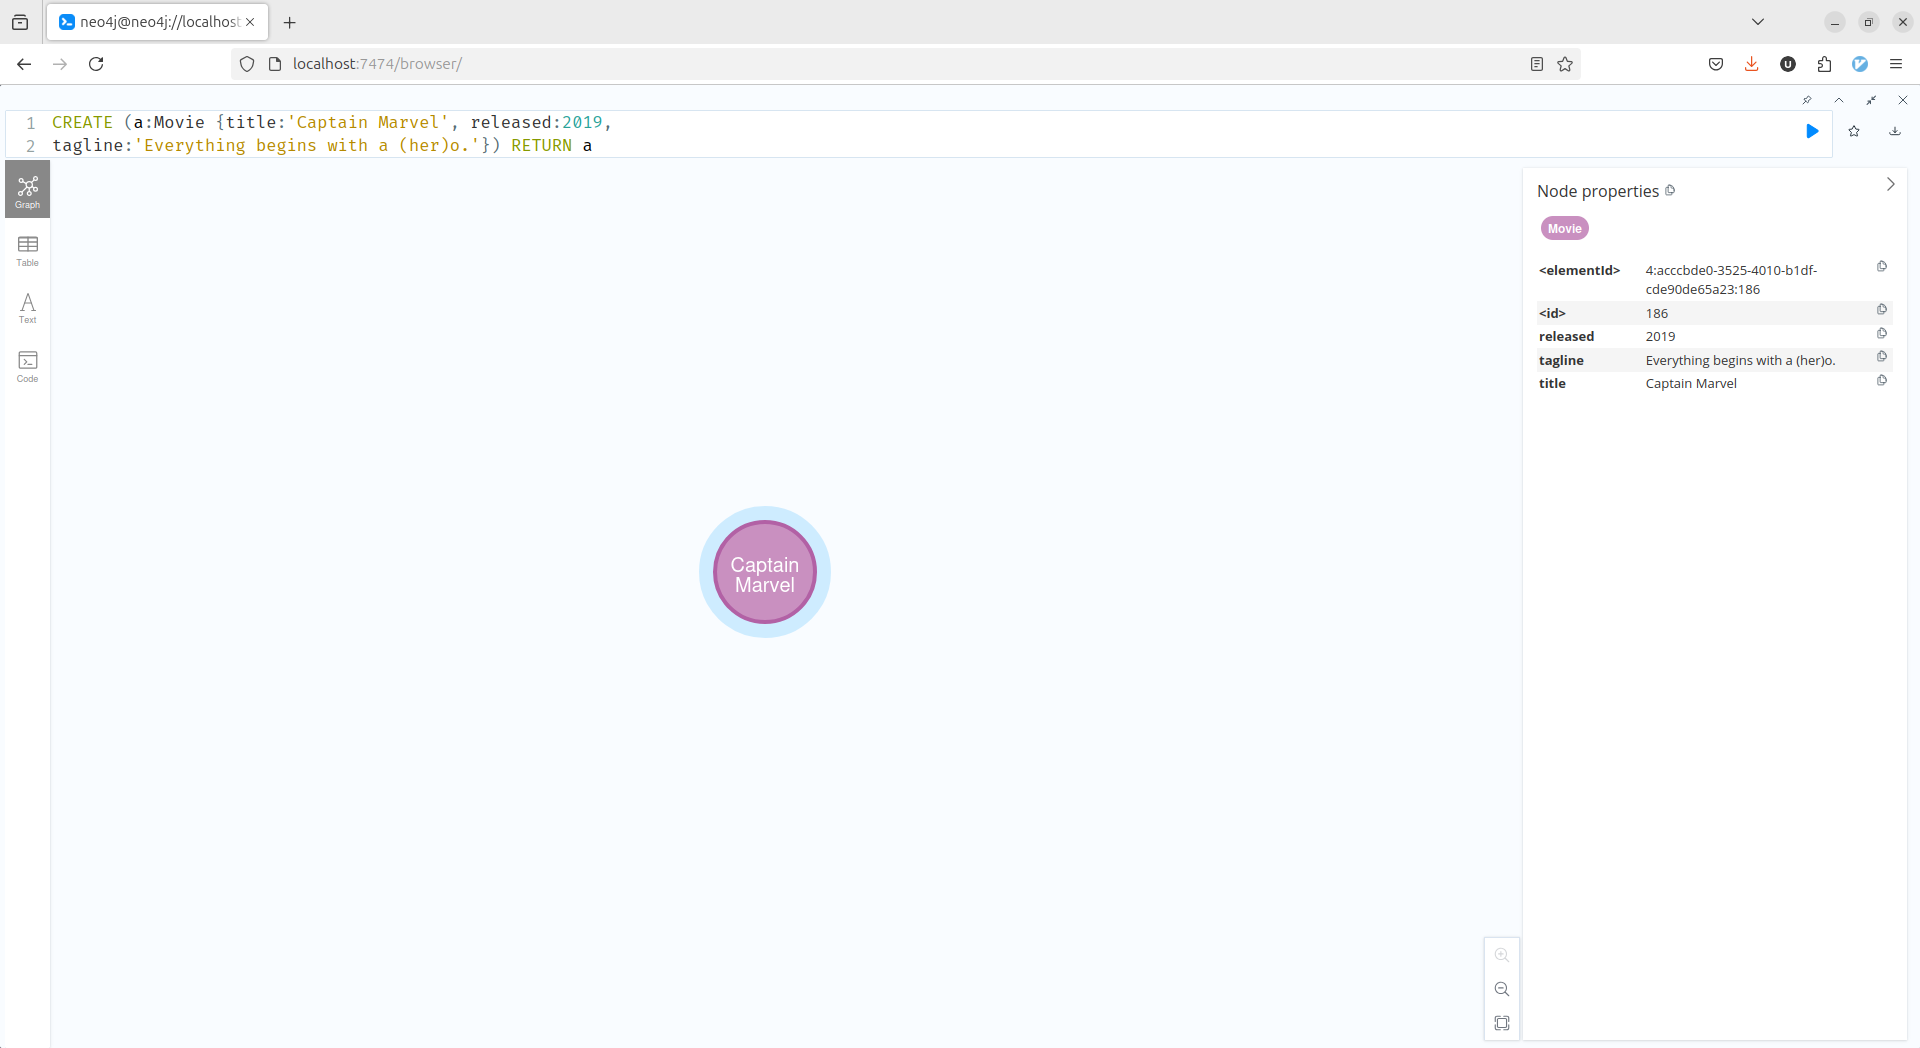 neo4j@neo4j://localhost
localhost:7474/browser/
1 CREATE (a:Movie {title:'Captain Marvel', released:2019,
2 tagline:'Everything begins with a (her)o.'}) RETURN a
Graph
Table
A
Text
Code
Captain
Marvel
Node properties
Movie
<elementId> 4:acccbde0-3525-4010-b1df-
cde90de65a23:186
<id> 186
released 2019
tagline Everything begins with a (her)o.
title Captain Marvel